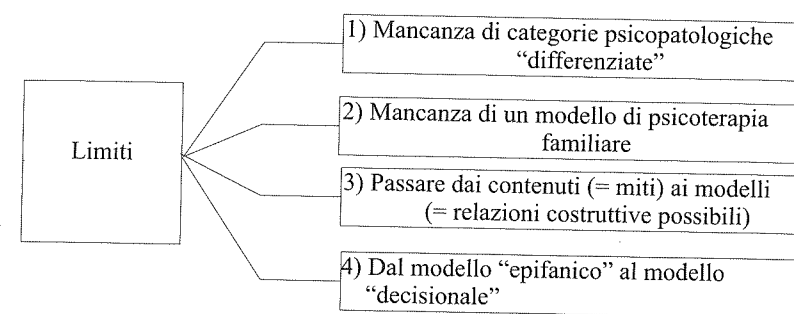 Limiti
1) Mancanza di categorie psicopatologiche
“differenziate”
2) Mancanza di un modello di psicoterapia
familiare
3) Passare dai contenuti (= miti) ai modelli
(= relazioni costruttive possibili)
4) Dal modello “epifanico” al modello
“decisionale”